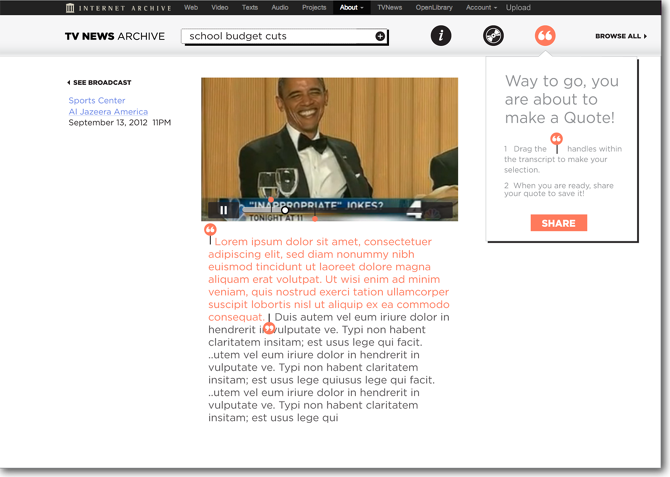 INTERNET ARCHIVE Web Video Texts Audio Projects About TVNews OpenLibrary Account Upload
TV NEWS ARCHIVE school budget cuts BROWSE ALL
SEE BROADCAST
Sports Center
Al Jazeera America
September 13, 2012 11PM
"INAPPROPRIATE" JOKES?
TONIGHT AT 11
4
Lorem ipsum dolor sit amet, consectetuer
adipiscing elit, sed diam nonummy nibh
euismod tincidunt ut laoreet dolore magna
aliquam erat volutpat. Ut wisi enim ad minim
veniam, quis nostrud exerci tation ullamcorper
suscipit lobortis nisl ut aliquip ex ea commodo
consequat. Duis autem vel eum iriure dolor in
hendrerit in vulputate ve. Typi non habent
claritatem insitam; est usus lege qui facit.
..utem vel eum iriure dolor in hendrerit in
vulputate ve. Typi non habent claritatem
insitam; est usus lege quiusus lege qui facit.
..utem vel eum iriure dolor in hendrerit in
vulputate ve. Typi non habent claritatem
insitam; est usus lege qui
Way to go, you
are about to
make a Quote!
1 Drag the handles within
the transcript to make your
selection.
2 When you are ready, share
your quote to save it!
SHARE